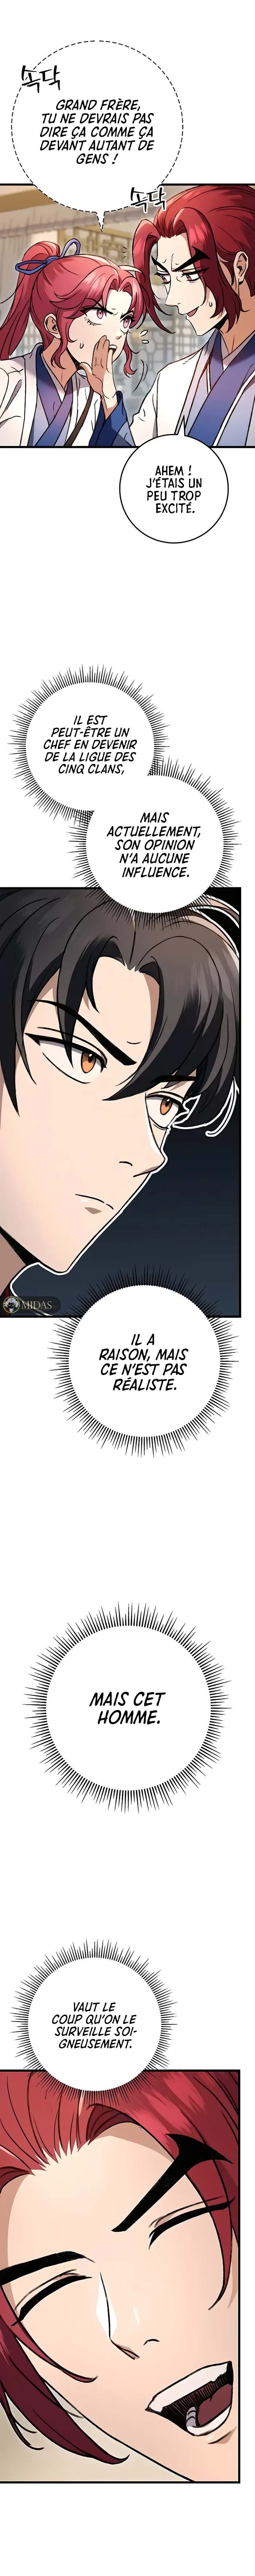 속닥
GRAND FRÈRE,
TU NE DEVRAIS PAS
DIRE ÇA COMME ÇA
DEVANT AUTANT DE
GENS !
속닥
AHEM !
J'ÉTAIS UN
PEU TROP
EXCITÉ.
IL EST
PEUT-ÊTRE UN
CHEF EN DEVENIR
DE LA LIGUE DES
CINQ CLANS,
MAIS
ACTUELLEMENT,
SON OPINION
N'A AUCUNE
INFLUENCE.
MIDAS
IL A
RAISON, MAIS
CE N'EST PAS
RÉALISTE.
MAIS CET
HOMME.
VAUT LE
COUP QU'ON LE
SURVEILLE SOI-
GNEUSEMENT.